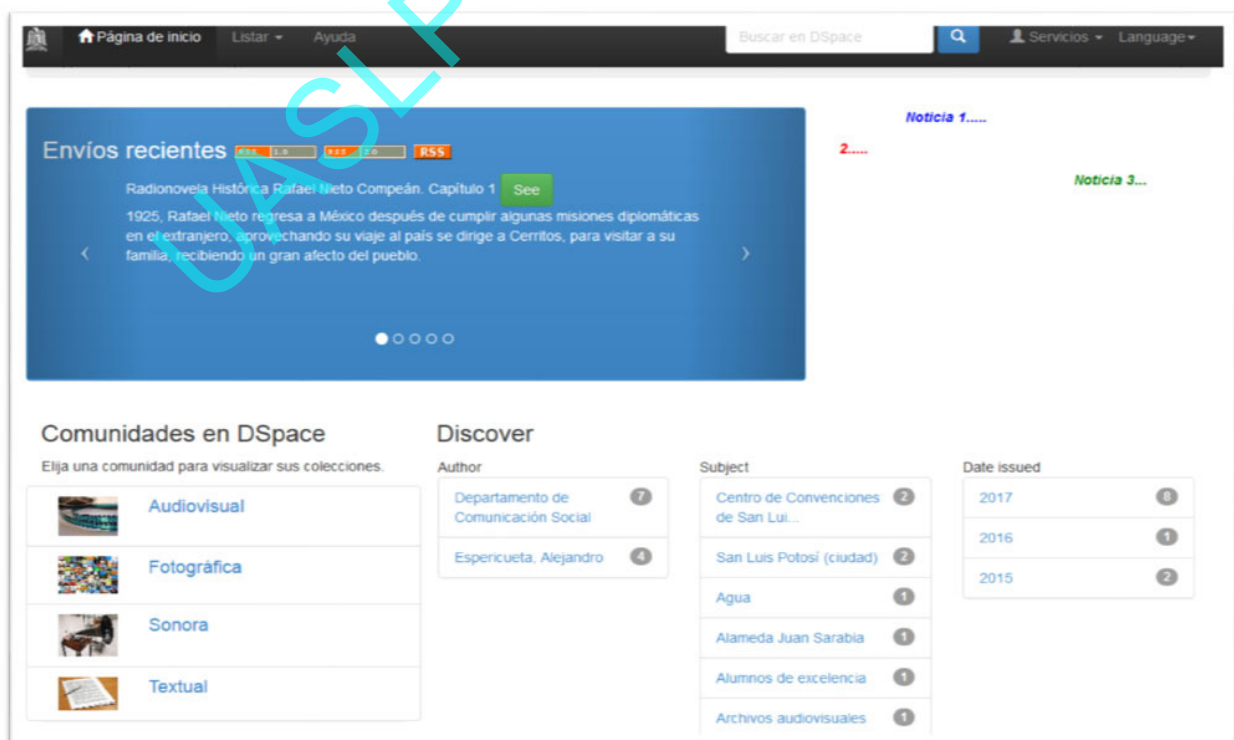 Página de inicio Listar Ayuda Buscar en DSpace Servicios Language
Noticia 1.....
2.....
Noticia 3...
Envíos recientes RSS 1.0 RSS 2.0 RSS
Radionovela Histórica Rafael Nieto Compeán. Capítulo 1 See
1925, Rafael Nieto regresa a México después de cumplir algunas misiones diplomáticas
en el extranjero, aprovechando su viaje al país se dirige a Cerritos, para visitar a su
familia, recibiendo un gran afecto del pueblo.
UASLP
Comunidades en DSpace
Elija una comunidad para visualizar sus colecciones.
Audiovisual
Fotográfica
Sonora
Textual
Discover
Author
Departamento de 7
Comunicación Social
Espericueta, Alejandro 4
Subject
Centro de Convenciones 2
de San Lui...
San Luis Potosí (ciudad) 2
Agua 1
Alameda Juan Sarabia 1
Alumnos de excelencia 1
Archivos audiovisuales 1
Date issued
2017 8
2016 1
2015 2